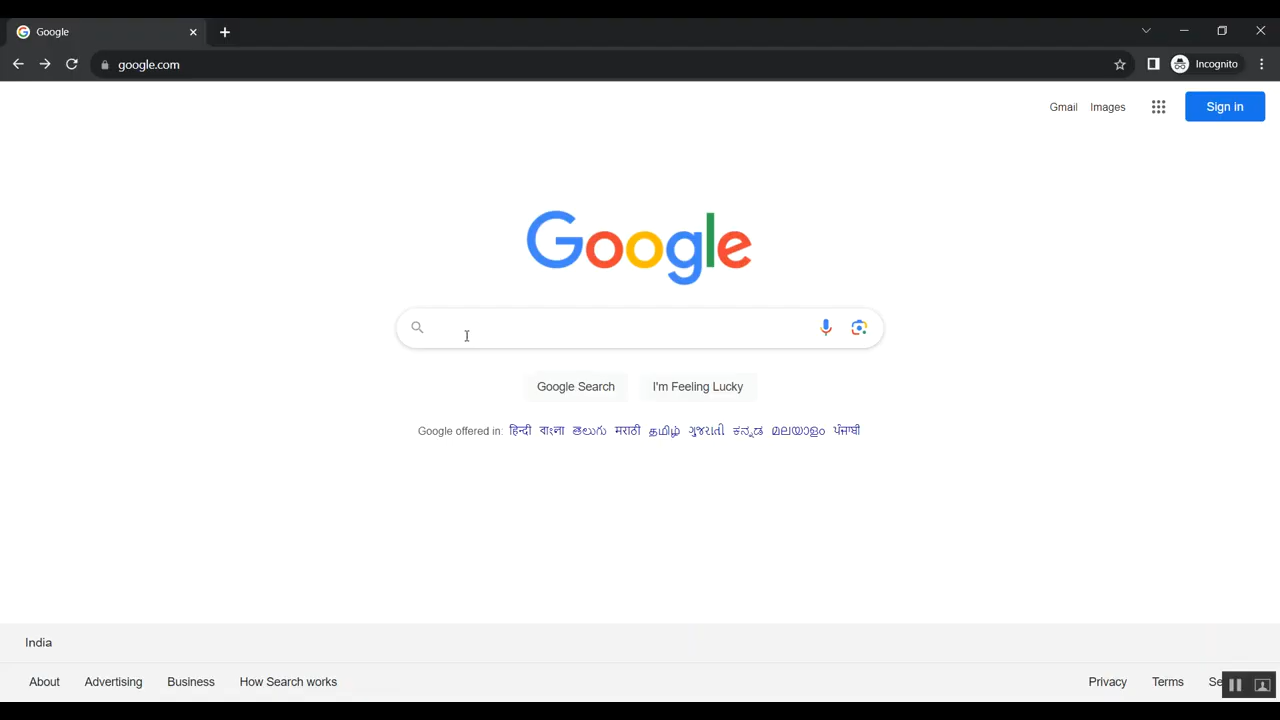 Google
google.com
Incognito
Gmail Images Sign in
Google
Google Search I'm Feeling Lucky
Google offered in: हिन्दी বাংলা తెలుగు मराठी தமிழ் ગુજરાતી ಕನ್ನಡ മലയാളം ਪੰਜਾਬੀ
India
About Advertising Business How Search works Privacy Terms Se